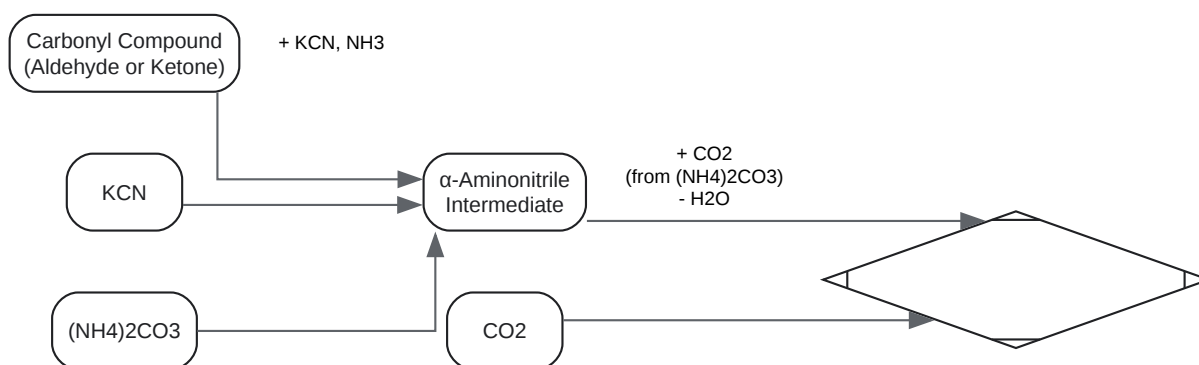 Carbonyl Compound
(Aldehyde or Ketone)
+ KCN, NH3
KCN
α-Aminonitrile
Intermediate
+ CO2
(from (NH4)2CO3)
- H2O
(NH4)2CO3
CO2